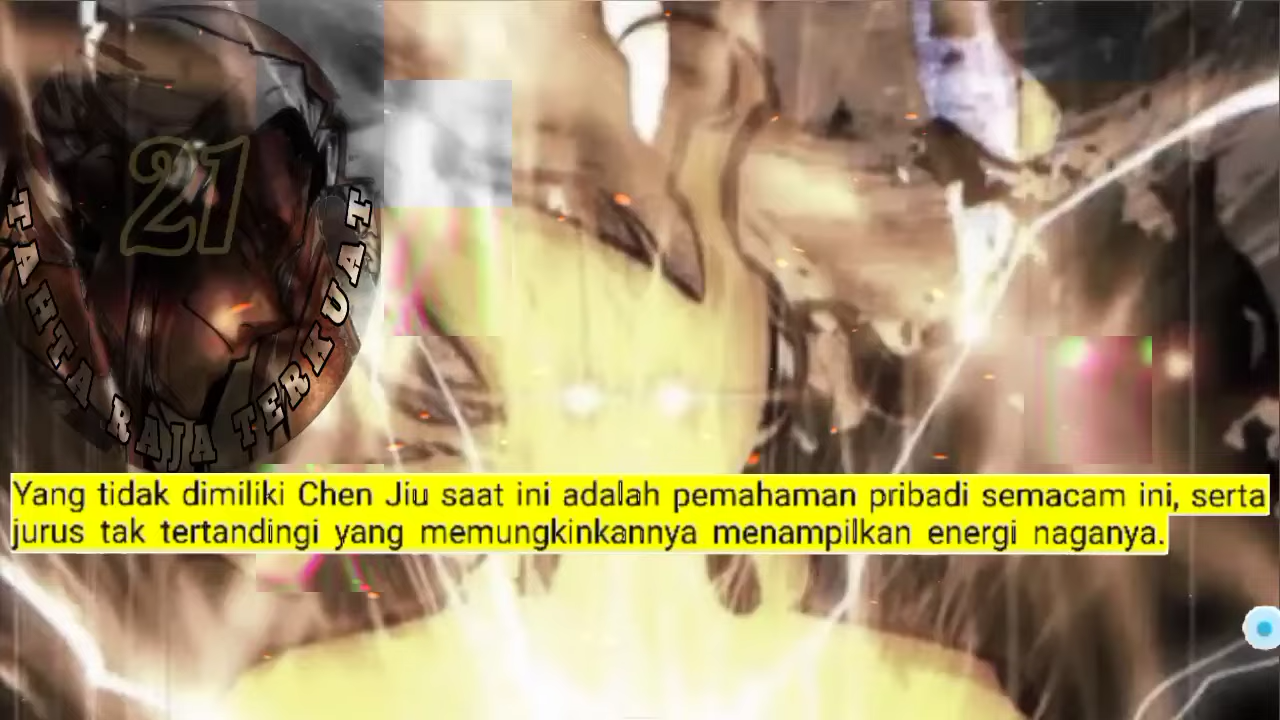 21
TAHTA RAJA TERKUAT
Yang tidak dimiliki Chen Jiu saat ini adalah pemahaman pribadi semacam ini, serta
jurus tak tertandingi yang memungkinkannya menampilkan energi naganya.